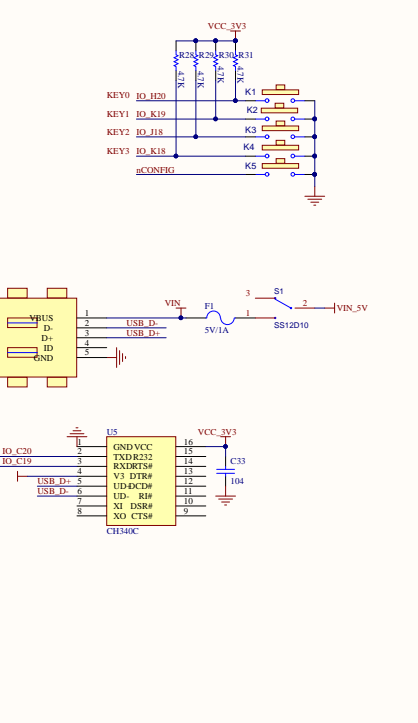 VCC_3V3
R28 R29 R30 R31
4.7K 4.7K 4.7K 4.7K
K1
KEY0 IO_H20
K2
KEY1 IO_K19
K3
KEY2 IO_J18
K4
KEY3 IO_K18
K5
nCONFIG
VIN F1 3 S1
VBUS 1
2 VIN_5V
D- 2 USB_D-
1
D+ 3 USB_D+
5V/1A SS12D10
ID 4
GND 5
U5 VCC_3V3
1 GND VCC 16
IO_C20 2 TXD R232 15
IO_C19 3 RXD RTS# 14
C33
4 V3 DTR# 13
USB_D+ 5 UD+ DCD# 12
104
USB_D- 6 UD- RI# 11
7 XI DSR# 10
8 XO CTS# 9
CH340C